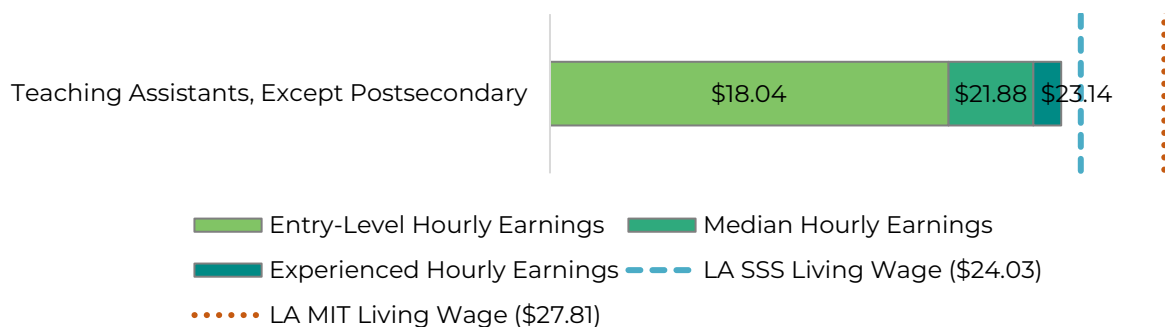 Teaching Assistants, Except Postsecondary $18.04 $21.88 $23.14
Entry-Level Hourly Earnings Median Hourly Earnings
Experienced Hourly Earnings LA SSS Living Wage ($24.03)
LA MIT Living Wage ($27.81)